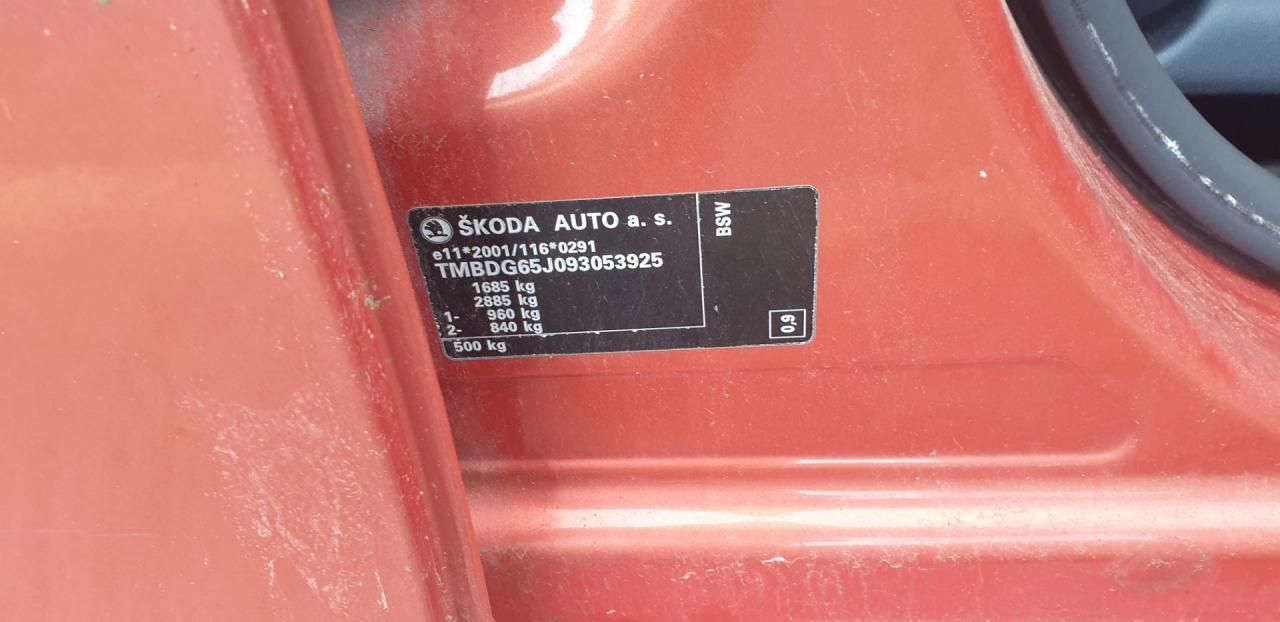 ŠKODA AUTO a. s.
e11*2001/116*0291
TMBDG65J093053925
1685 kg
2885 kg
1- 960 kg
2- 840 kg
500 kg
BSW
0,9